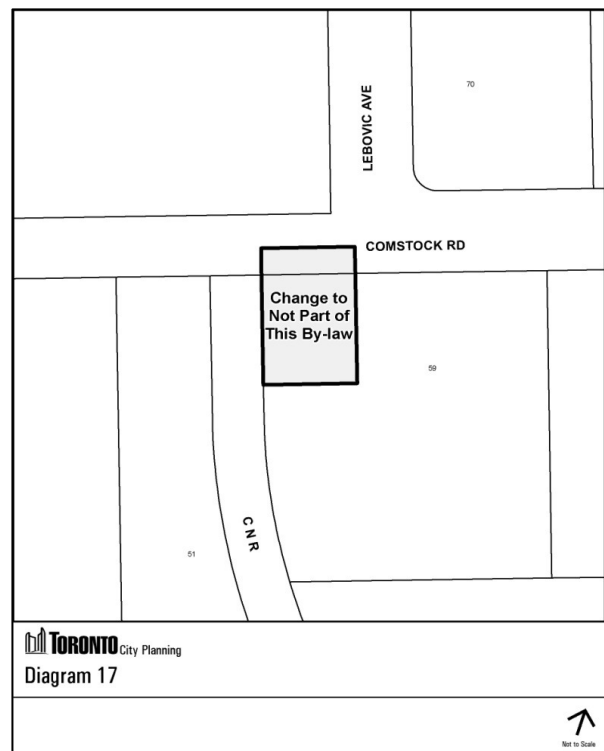 70
LEBOVIC AVE
COMSTOCK RD
Change to
Not Part of
This By-law
59
CNR
51
TORONTO City Planning
Diagram 17
Not to Scale